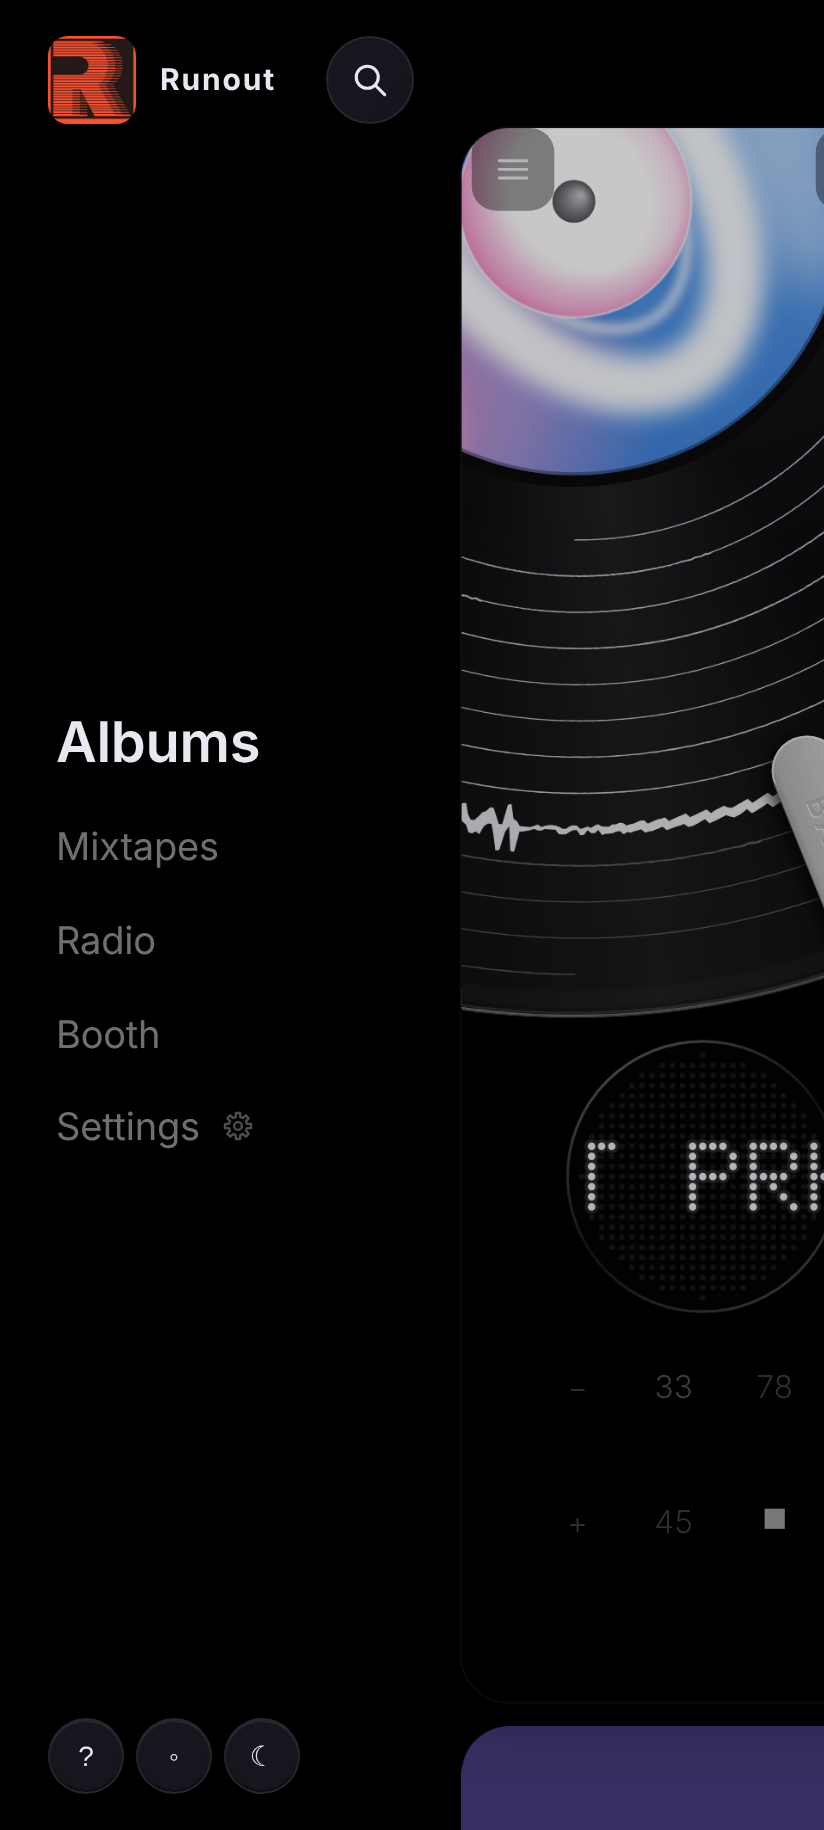 Runout
Albums
Mixtapes
Radio
Booth
Settings
PR
− 33 78
+ 45
?